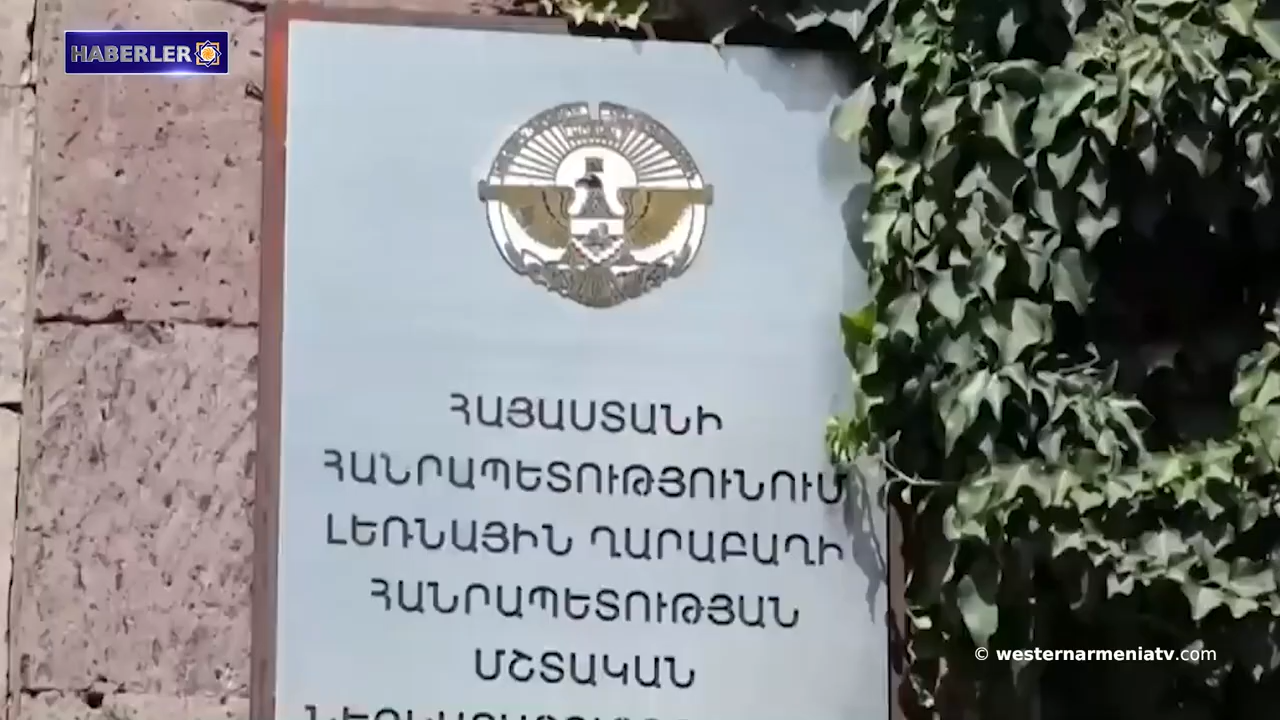 HABERLER
ՀԱՅԱՍՏԱՆԻ
ՀԱՆՐԱՊԵՏՈՒԹՅՈՒՆՈՒՄ
ԼԵՌՆԱՅԻՆ ՂԱՐԱԲԱՂԻ
ՀԱՆՐԱՊԵՏՈՒԹՅԱՆ
ՄՇՏԱԿԱՆ
© westernarmeniatv.com